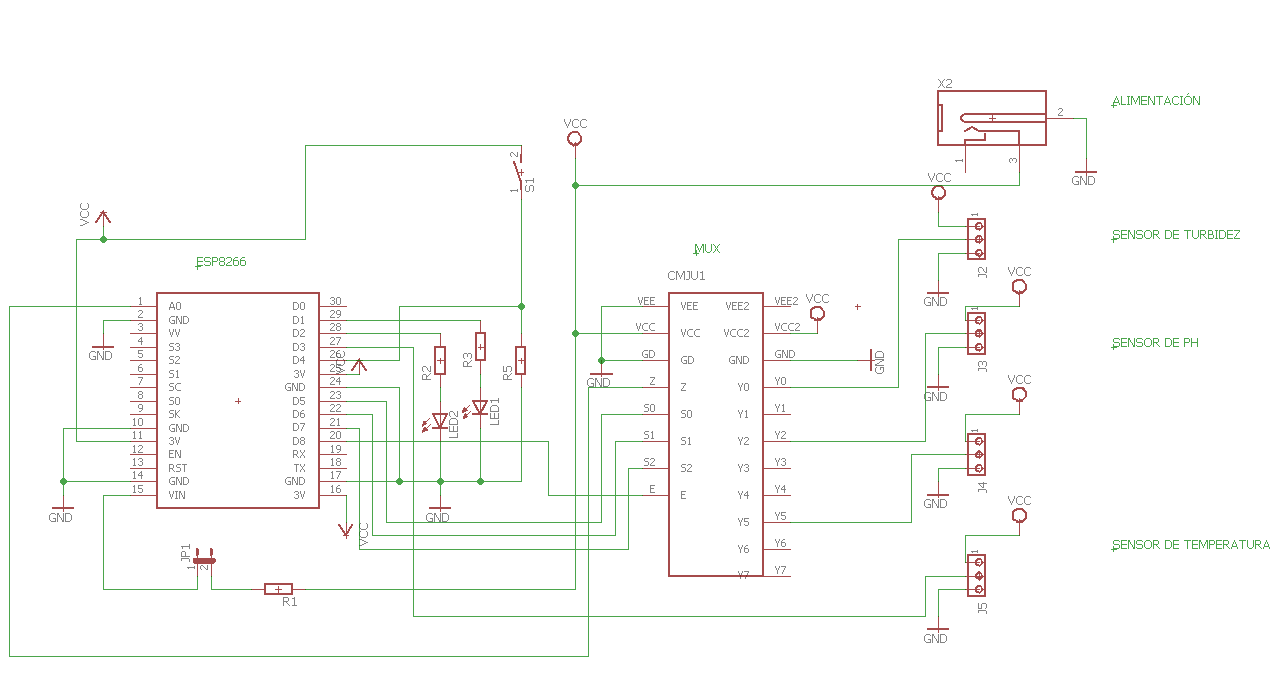 X2
ALIMENTACIÓN
2
1
3
VCC
VCC
2
1
S1
VCC
1
J2
GND
SENSOR DE TURBIDEZ
ESP8266
MUX
CMJU1
VCC
1
J3
GND
SENSOR DE PH
VCC
1
J4
GND
VCC
1
J5
GND
SENSOR DE TEMPERATURA
1 A0 D0 30
2 GND D1 29
3 VV D2 28
4 S3 D3 27
5 S2 D4 26
6 S1 3V 25
7 SC GND 24
8 S0 D5 23
9 SK D6 22
10 GND D7 21
11 3V D8 20
12 EN RX 19
13 RST TX 18
14 GND GND 17
15 VIN 3V 16
GND
GND
VCC
VCC
R2
R3
R5
LED2
LED1
GND
VEE VEE VEE2 VEE2
VCC VCC VCC2 VCC2
GD GD GND GND
Z Z Y0 Y0
S0 S0 Y1 Y1
S1 S1 Y2 Y2
S2 S2 Y3 Y3
E E Y4 Y4
Y5 Y5
Y6 Y6
Y7 Y7
VCC
GND
GND
JP1
1
2
R1